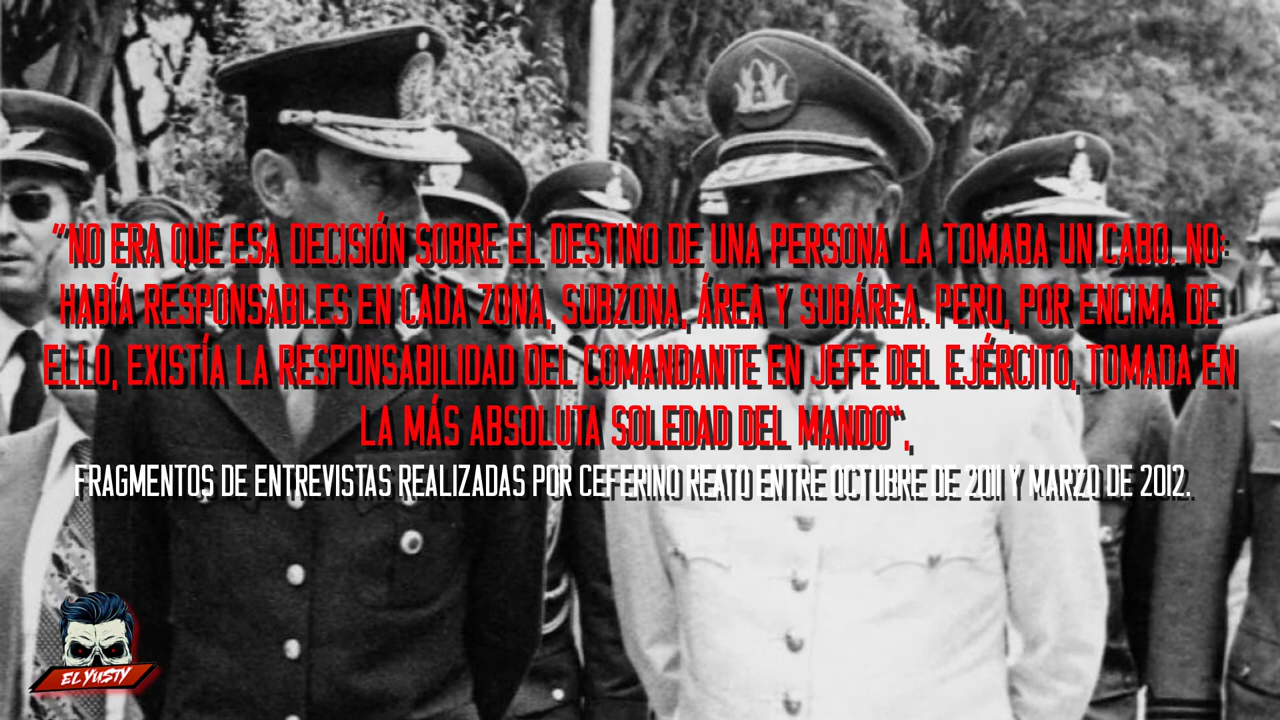 "NO ERA QUE ESA DECISIÓN SOBRE EL DESTINO DE UNA PERSONA LA TOMABA UN CABO. NO:
HABÍA RESPONSABLES EN CADA ZONA, SUBZONA, ÁREA Y SUBÁREA. PERO, POR ENCIMA DE
ELLO, EXISTÍA LA RESPONSABILIDAD DEL COMANDANTE EN JEFE DEL EJÉRCITO, TOMADA EN
LA MÁS ABSOLUTA SOLEDAD DEL MANDO",
FRAGMENTOS DE ENTREVISTAS REALIZADAS POR CEFERINO REATO ENTRE OCTUBRE DE 2011 Y MARZO DE 2012.
EL YUSTY